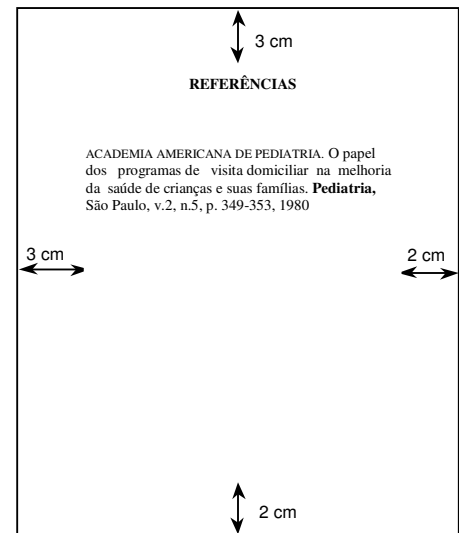 3 cm
REFERÊNCIAS
ACADEMIA AMERICANA DE PEDIATRIA. O papel
dos programas de visita domiciliar na melhoria
da saúde de crianças e suas famílias. Pediatria,
São Paulo, v.2, n.5, p. 349-353, 1980
3 cm
2 cm
2 cm